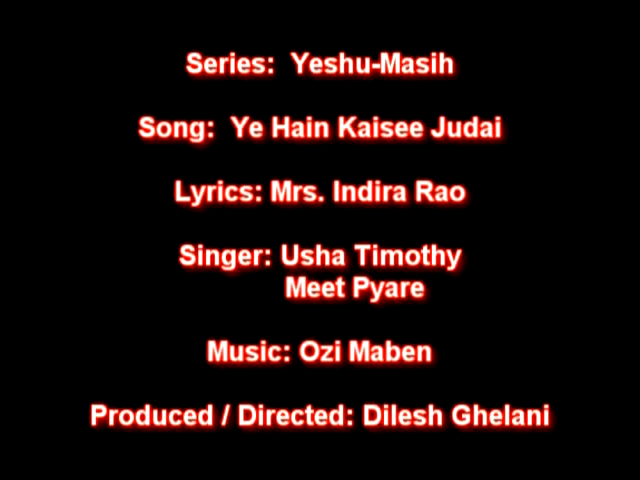 Series:  Yeshu-Masih
Song:  Ye Hain Kaisee Judai
Lyrics: Mrs. Indira Rao
Singer: Usha Timothy
Meet Pyare
Music: Ozi Maben
Produced / Directed: Dilesh Ghelani